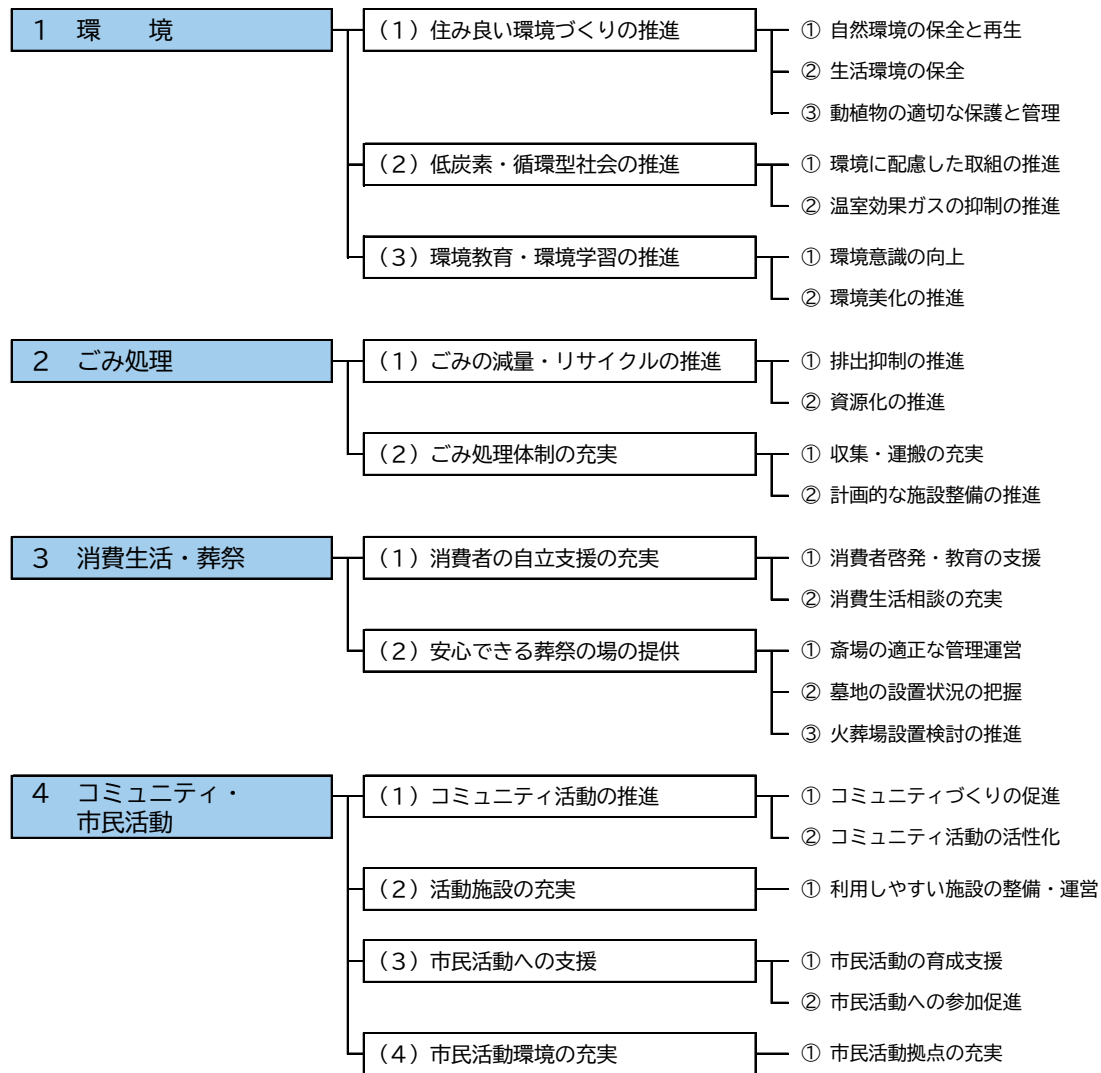 1 環 境
(1)住み良い環境づくりの推進
① 自然環境の保全と再生
② 生活環境の保全
③ 動植物の適切な保護と管理
(2)低炭素・循環型社会の推進
① 環境に配慮した取組の推進
② 温室効果ガスの抑制の推進
(3)環境教育・環境学習の推進
① 環境意識の向上
② 環境美化の推進
2 ごみ処理
(1)ごみの減量・リサイクルの推進
① 排出抑制の推進
② 資源化の推進
(2)ごみ処理体制の充実
① 収集・運搬の充実
② 計画的な施設整備の推進
3 消費生活・葬祭
(1)消費者の自立支援の充実
① 消費者啓発・教育の支援
② 消費生活相談の充実
(2)安心できる葬祭の場の提供
① 斎場の適正な管理運営
② 墓地の設置状況の把握
③ 火葬場設置検討の推進
4 コミュニティ・
市民活動
(1)コミュニティ活動の推進
① コミュニティづくりの促進
② コミュニティ活動の活性化
(2)活動施設の充実
① 利用しやすい施設の整備・運営
(3)市民活動への支援
① 市民活動の育成支援
② 市民活動への参加促進
(4)市民活動環境の充実
① 市民活動拠点の充実